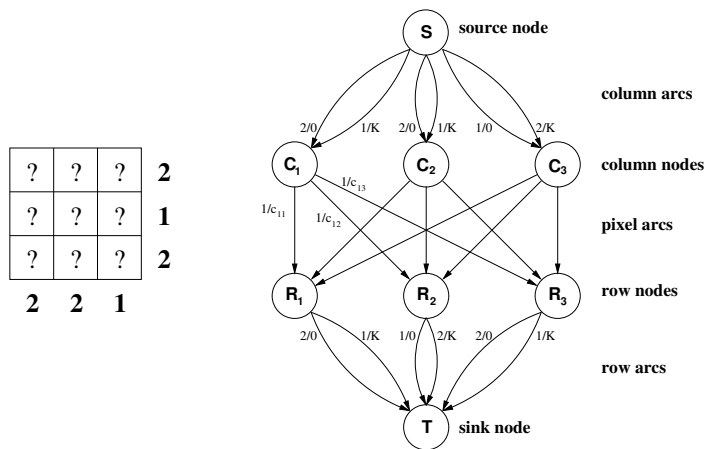 S
source node
column arcs
2/0 1/K 2/0 1/K 1/0 2/K
? ? ? 2
? ? ? 1
? ? ? 2
2 2 1
C1 C2 C3
column nodes
1/c13
1/c11
1/c12
pixel arcs
R1 R2 R3
row nodes
2/0 1/K 1/0 2/K 2/0 1/K
row arcs
T
sink node